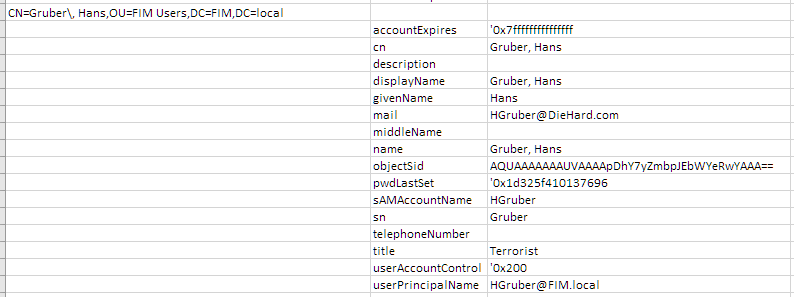 CN=Gruber\, Hans,OU=FIM Users,DC=FIM,DC=local
accountExpires '0x7fffffffffffffff
cn Gruber, Hans
description
displayName Gruber, Hans
givenName Hans
mail HGruber@DieHard.com
middleName
name Gruber, Hans
objectSid AQUAAAAAAAUVAAAApDhY7yZmbpJEbWYeRwYAAA==
pwdLastSet '0x1d325f410137696
sAMAccountName HGruber
sn Gruber
telephoneNumber
title Terrorist
userAccountControl '0x200
userPrincipalName HGruber@FIM.local